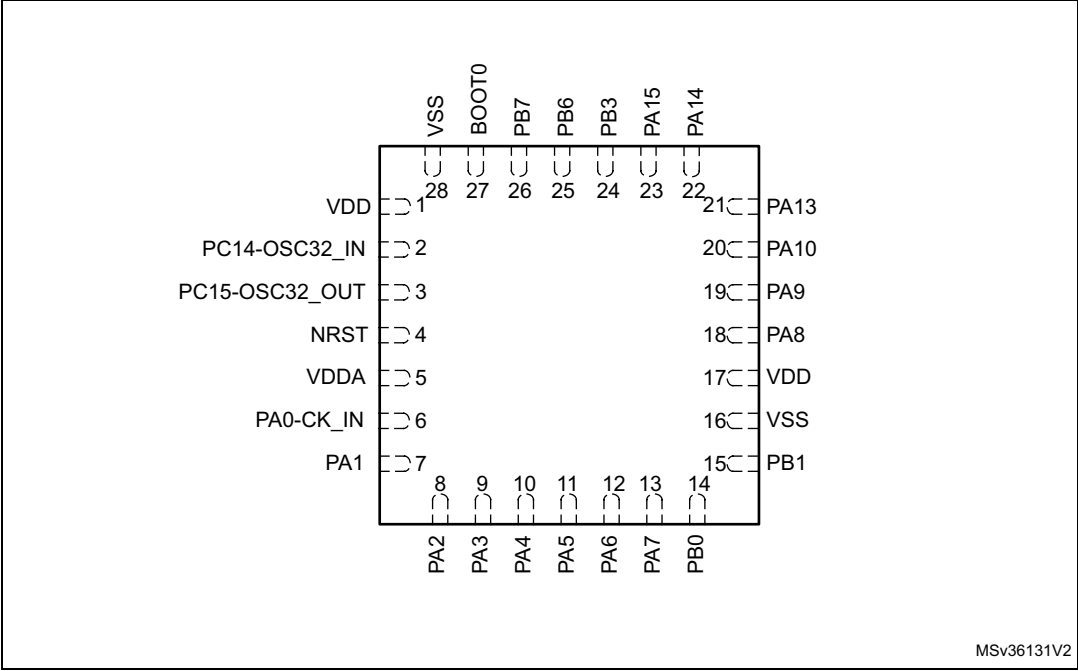 VSS
BOOT0
PB7
PB6
PB3
PA15
PA14
28
27
26
25
24
23
22
VDD 1
21 PA13
PC14-OSC32_IN 2
20 PA10
PC15-OSC32_OUT 3
19 PA9
NRST 4
18 PA8
VDDA 5
17 VDD
PA0-CK_IN 6
16 VSS
PA1 7
15 PB1
8
9
10
11
12
13
14
PA2
PA3
PA4
PA5
PA6
PA7
PB0
MSv36131V2